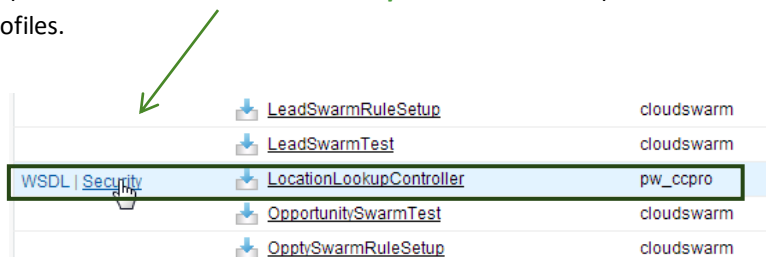 ofiles.
LeadSwarmRuleSetup cloudswarm
LeadSwarmTest cloudswarm
WSDL | Security LocationLookupController pw_ccpro
OpportunitySwarmTest cloudswarm
OpptySwarmRuleSetup cloudswarm